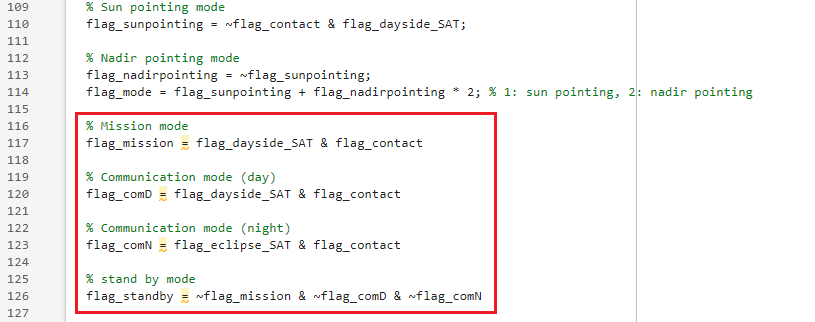 109 % Sun pointing mode
110 flag_sunpointing = ~flag_contact & flag_dayside_SAT;
111
112 % Nadir pointing mode
113 flag_nadirpointing = ~flag_sunpointing;
114 flag_mode = flag_sunpointing + flag_nadirpointing * 2; % 1: sun pointing, 2: nadir pointing
115
116 % Mission mode
117 flag_mission = flag_dayside_SAT & flag_contact
118
119 % Communication mode (day)
120 flag_comD = flag_dayside_SAT & flag_contact
121
122 % Communication mode (night)
123 flag_comN = flag_eclipse_SAT & flag_contact
124
125 % stand by mode
126 flag_standby = ~flag_mission & ~flag_comD & ~flag_comN
127